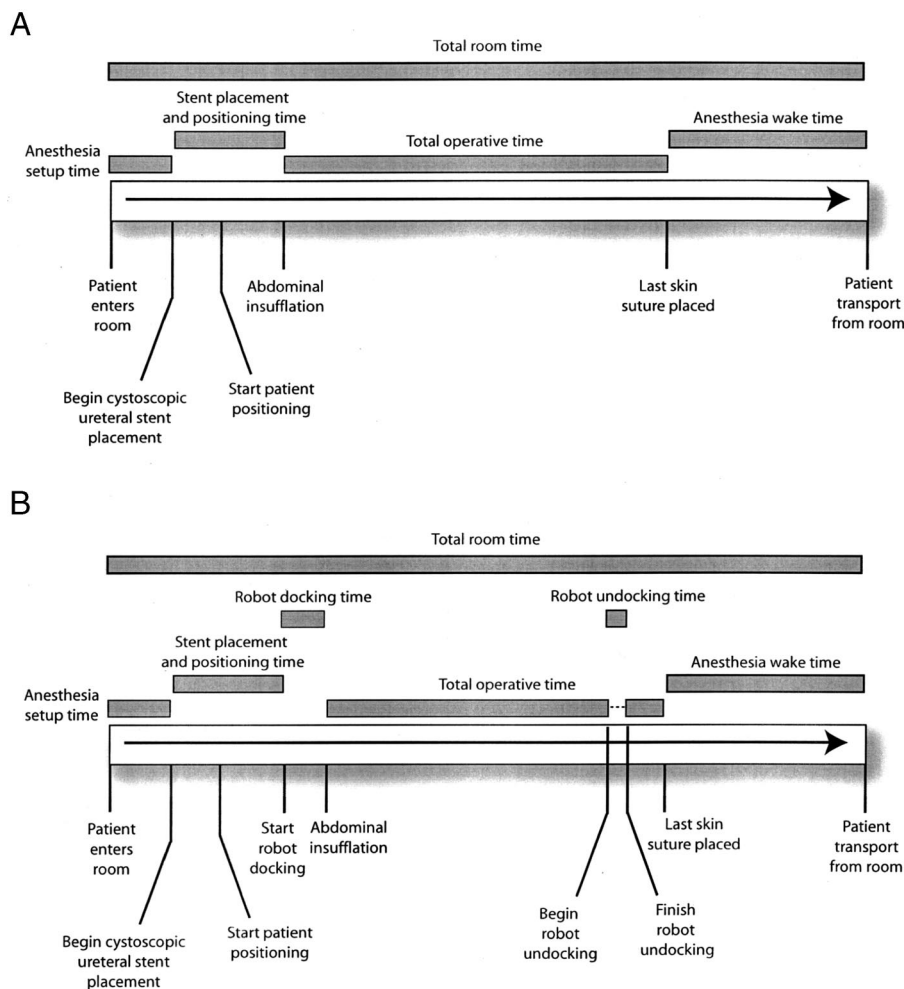 A
Total room time
Stent placement
and positioning time
Anesthesia wake time
Total operative time
Anesthesia
setup time
Patient
enters
room
Abdominal
insufflation
Last skin
suture placed
Patient
transport
from room
Begin cystoscopic
ureteral stent
placement
Start patient
positioning
B
Total room time
Robot docking time
Robot undocking time
Stent placement
and positioning time
Anesthesia wake time
Total operative time
Anesthesia
setup time
Patient
enters
room
Start
robot
docking
Abdominal
insufflation
Last skin
suture placed
Patient
transport
from room
Begin cystoscopic
ureteral stent
placement
Start patient
positioning
Begin
robot
undocking
Finish
robot
undocking